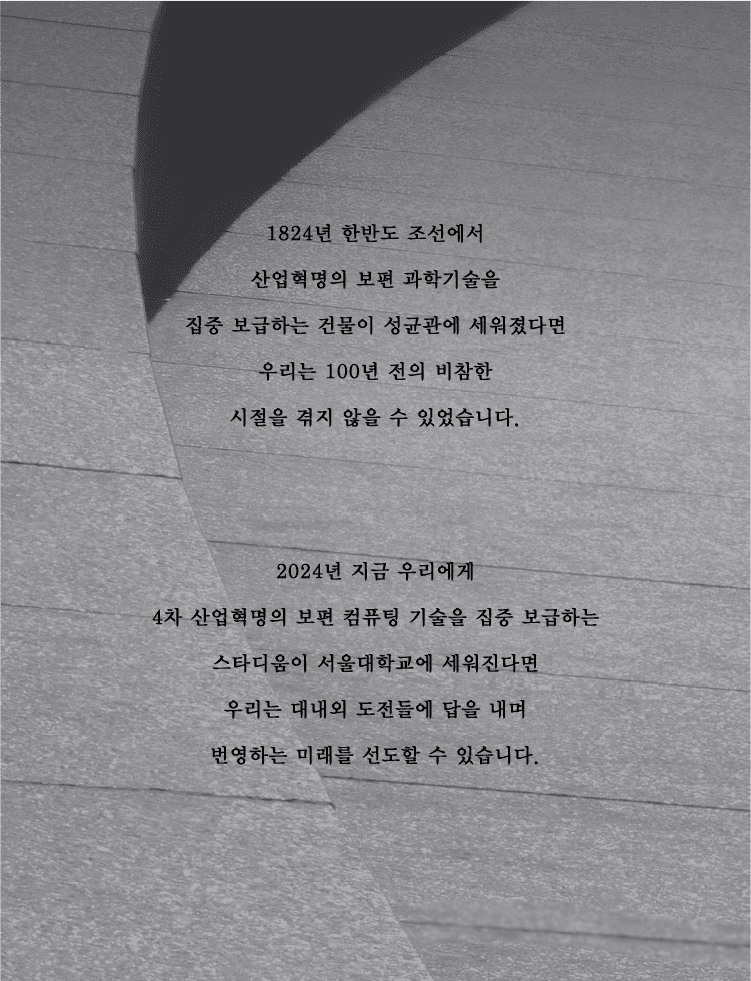 1824년 한반도 조선에서
산업혁명의 보편 과학기술을
집중 보급하는 건물이 성균관에 세워졌다면
우리는 100년 전의 비참한
시절을 겪지 않을 수 있었습니다.
2024년 지금 우리에게
4차 산업혁명의 보편 컴퓨팅 기술을 집중 보급하는
스타디움이 서울대학교에 세워진다면
우리는 대내외 도전들에 답을 내며
번영하는 미래를 선도할 수 있습니다.